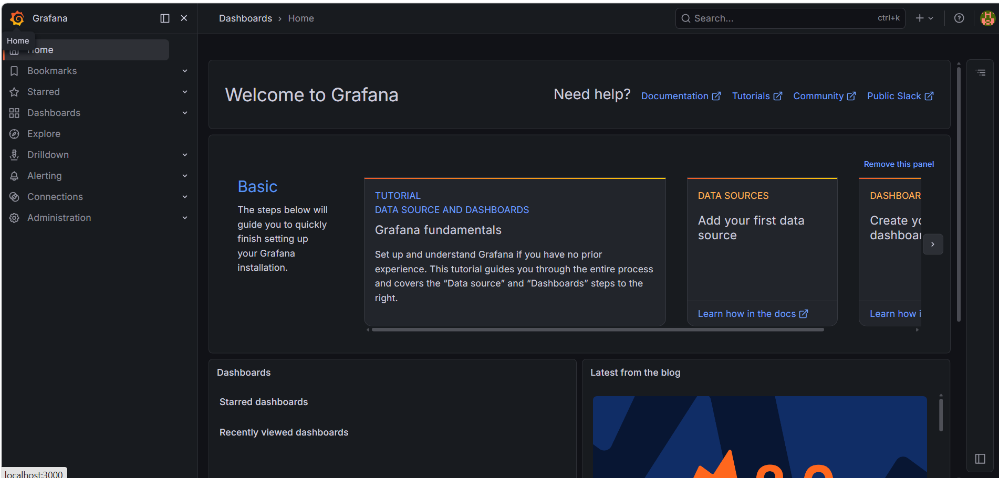 Grafana
Dashboards › Home
Search...
ctrl+k
Home
Home
Bookmarks
Starred
Dashboards
Explore
Drilldown
Alerting
Connections
Administration
Welcome to Grafana
Need help?
Documentation
Tutorials
Community
Public Slack
Remove this panel
Basic
The steps below will
guide you to quickly
finish setting up
your Grafana
installation.
TUTORIAL
DATA SOURCE AND DASHBOARDS
Grafana fundamentals
Set up and understand Grafana if you have no prior
experience. This tutorial guides you through the entire process
and covers the “Data source” and “Dashboards” steps to the
right.
DATA SOURCES
Add your first data
source
Learn how in the docs
DASHBOAR
Create yo
dashboar
Learn how i
Dashboards
Starred dashboards
Recently viewed dashboards
Latest from the blog
localhost:3000